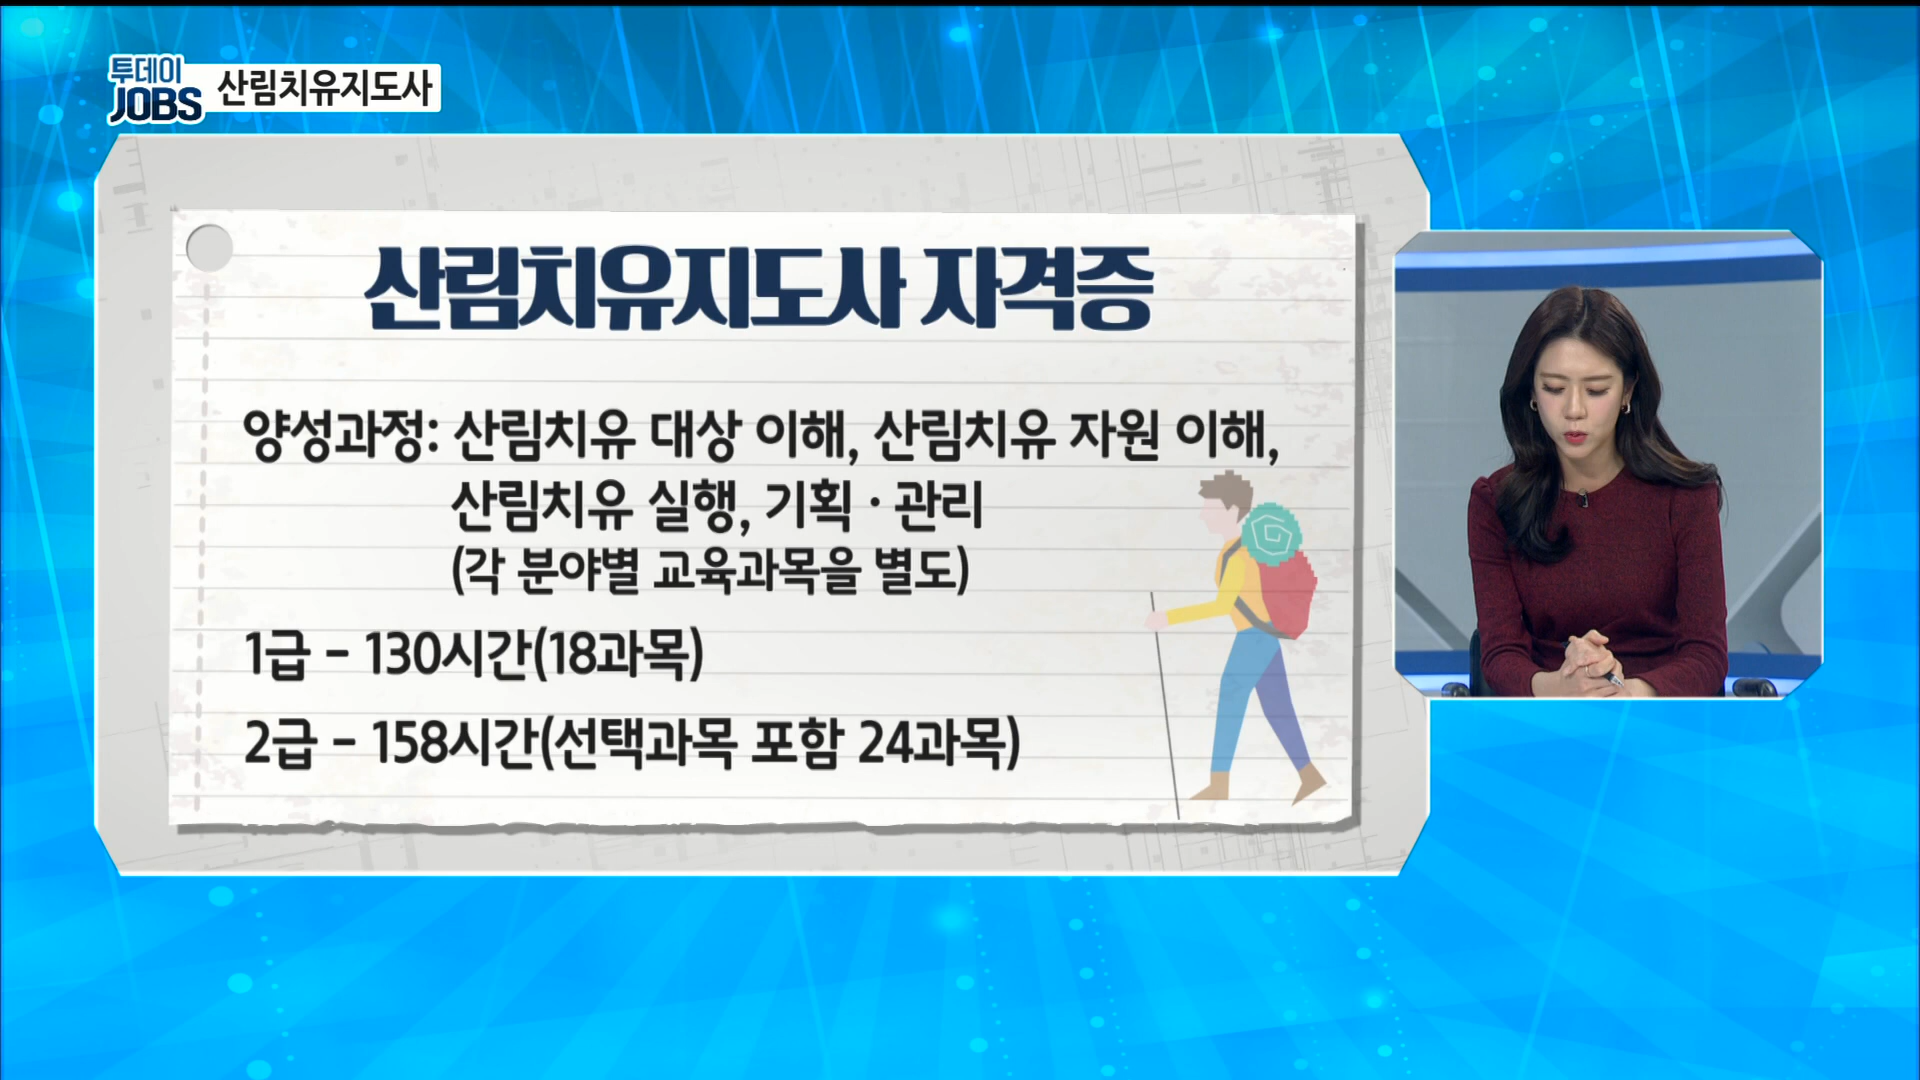 투데이
JOBS
산림치유지도사
산림치유지도사 자격증
양성과정: 산림치유 대상 이해, 산림치유 자원 이해,
산림치유 실행, 기획 · 관리
(각 분야별 교육과목을 별도)
1급 - 130시간(18과목)
2급 - 158시간(선택과목 포함 24과목)